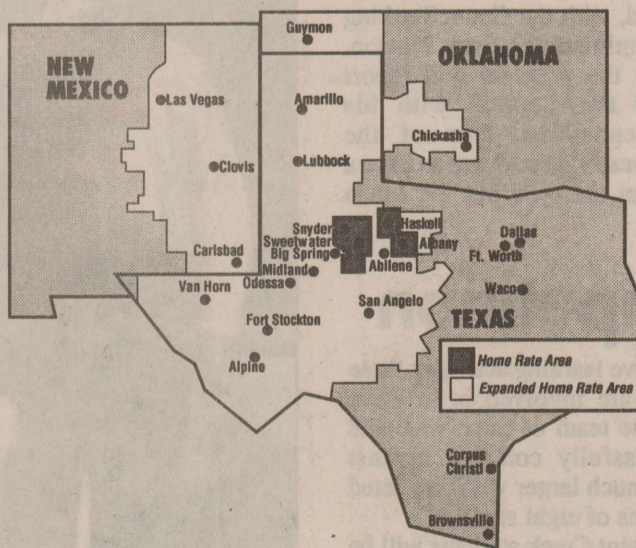 Guymon
OKLAHOMA
NEW
MEXICO
Las Vegas
Amarillo
Chickasha
Clovis
Lubbock
Snyder
Haskell
Sweetwater
Albany
Dallas
Big Spring
Ft. Worth
Carlsbad
Midland
Abilene
Van Horn
Odessa
Waco
San Angelo
Fort Stockton
TEXAS
Alpine
Home Rate Area
Expanded Home Rate Area
Corpus
Christi
Brownsville